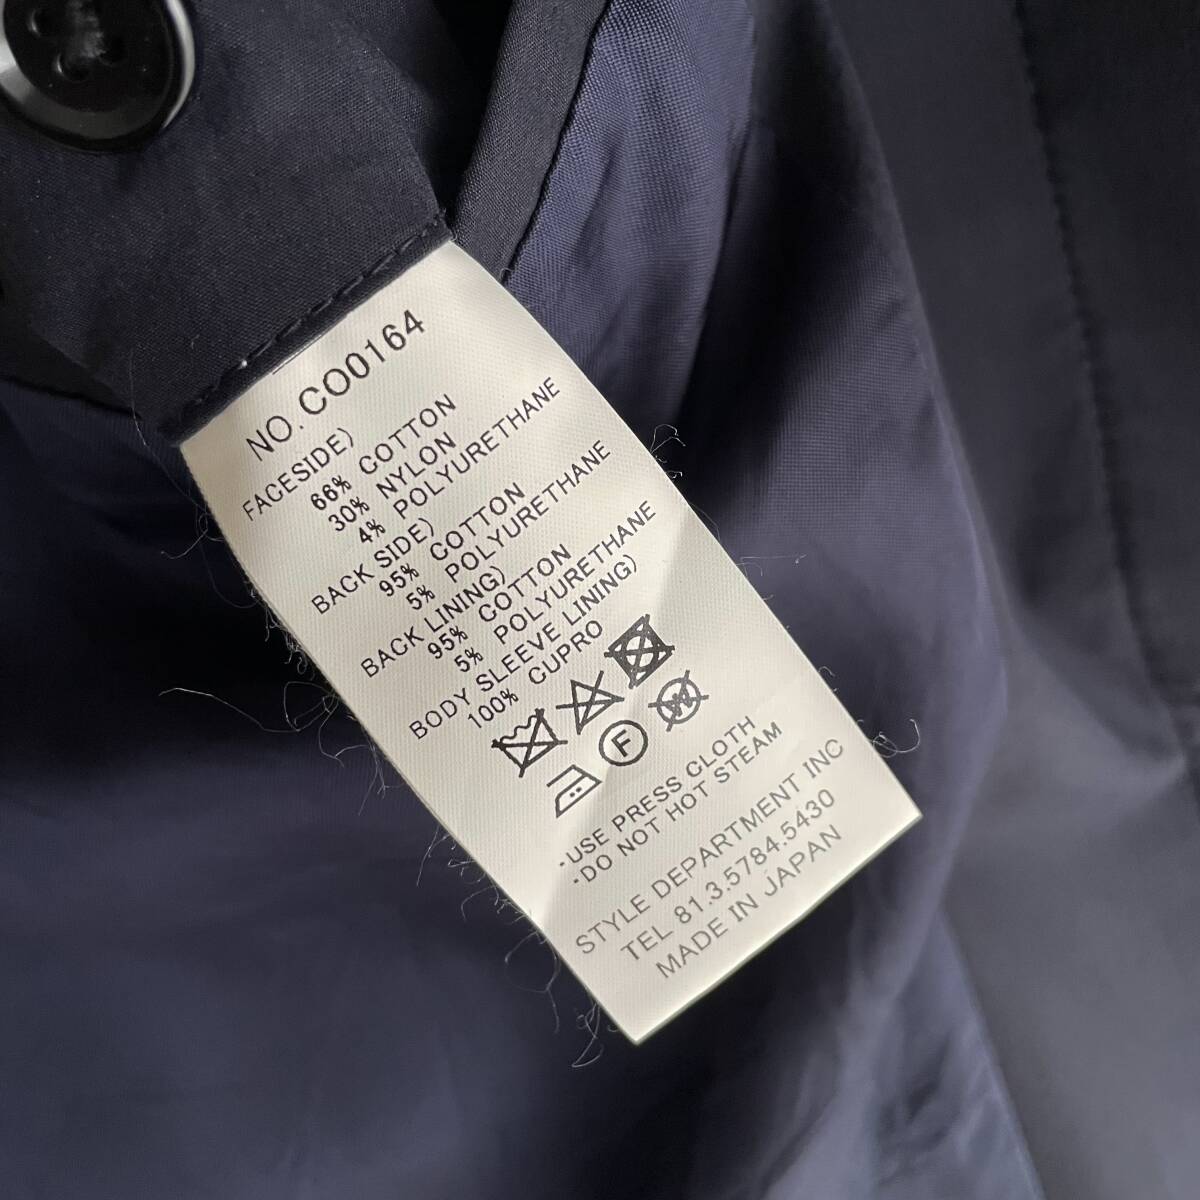 NO.CO0164
FACESIDE)
66% COTTON
30% NYLON
4% POLYURETHANE
BACK SIDE)
95% COTTON
5% POLYURETHANE
BACK LINING)
95% COTTON
5% POLYURETHANE
BODY SLEEVE LINING)
100% CUPRO
F W
-USE PRESS CLOTH
-DO NOT HOT STEAM
STYLE DEPARTMENT INC
TEL 81.3.5784.5430
MADE IN JAPAN